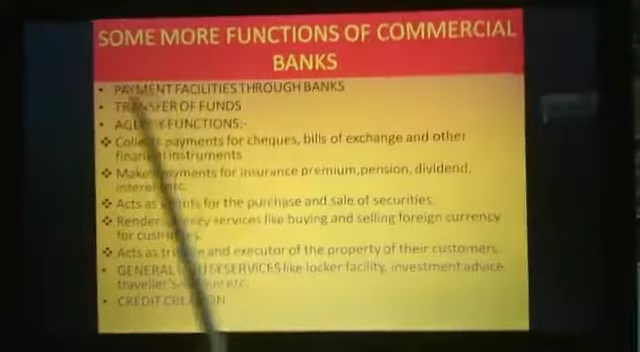 SOME MORE FUNCTIONS OF COMMERCIAL
BANKS
• PAYMENT FACILITIES THROUGH BANKS
• TRANSFER OF FUNDS
• AGENCY FUNCTIONS:-
❖ Collects payments for cheques, bills of exchange and other
financial instruments
❖ Makes payments for insurance premium,pension, dividend,
interest etc.
❖ Acts as agents for the purchase and sale of securities.
❖ Render agency services like buying and selling foreign currency
for customers.
❖ Acts as trustee and executor of the property of their customers.
• GENERAL UTILITY SERVICES like locker facility, investment advice
traveller's cheque etc.
• CREDIT CREATION